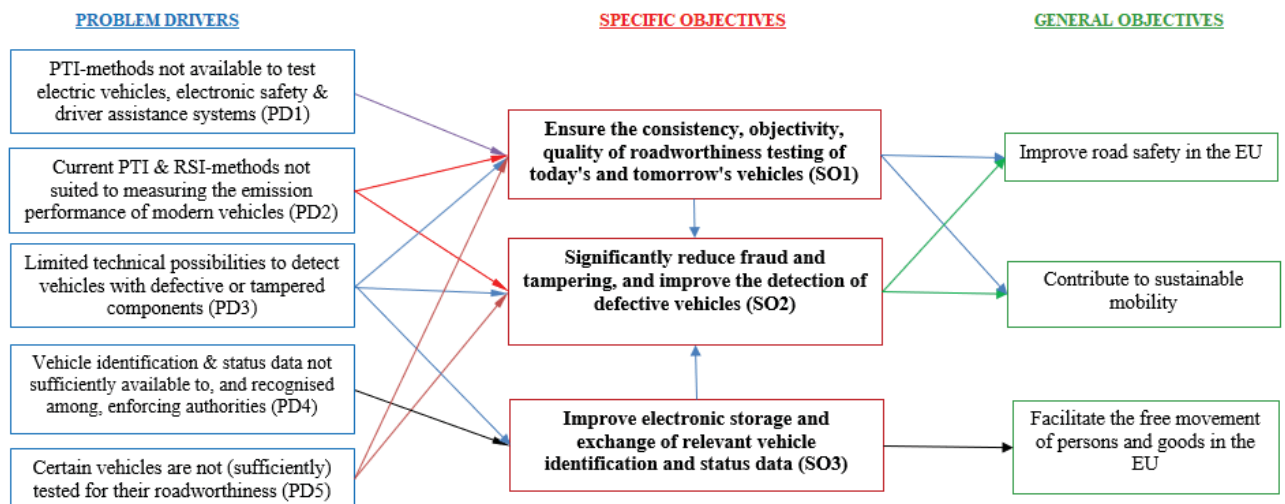 PROBLEM DRIVERS
PTI-methods not available to test
electric vehicles, electronic safety &
driver assistance systems (PD1)
Current PTI & RSI-methods not
suited to measuring the emission
performance of modern vehicles (PD2)
Limited technical possibilities to detect
vehicles with defective or tampered
components (PD3)
Vehicle identification & status data not
sufficiently available to, and recognised
among, enforcing authorities (PD4)
Certain vehicles are not (sufficiently)
tested for their roadworthiness (PD5)
SPECIFIC OBJECTIVES
Ensure the consistency, objectivity,
quality of roadworthiness testing of
today's and tomorrow's vehicles (SO1)
Significantly reduce fraud and
tampering, and improve the detection of
defective vehicles (SO2)
Improve electronic storage and
exchange of relevant vehicle
identification and status data (SO3)
GENERAL OBJECTIVES
Improve road safety in the EU
Contribute to sustainable
mobility
Facilitate the free movement
of persons and goods in the
EU